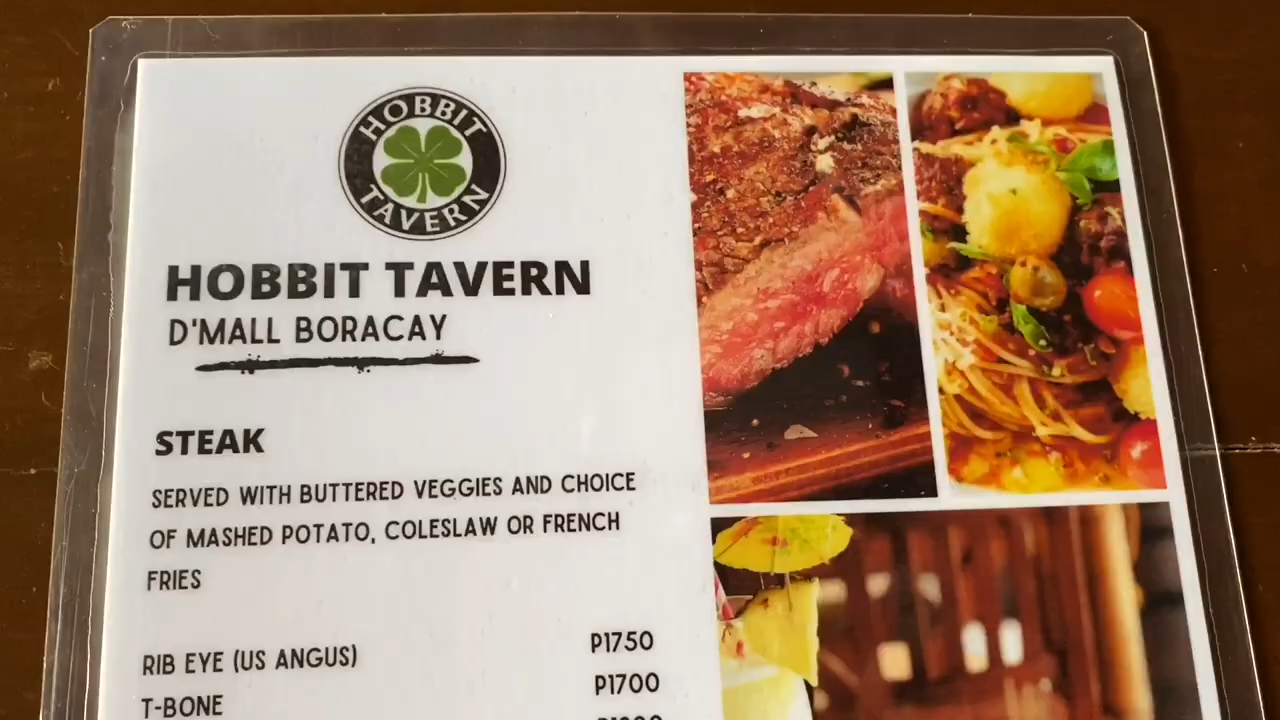 HOBBIT
TAVERN
HOBBIT TAVERN
D'MALL BORACAY
STEAK
SERVED WITH BUTTERED VEGGIES AND CHOICE
OF MASHED POTATO, COLESLAW OR FRENCH
FRIES
RIB EYE (US ANGUS) P1750
T-BONE P1700